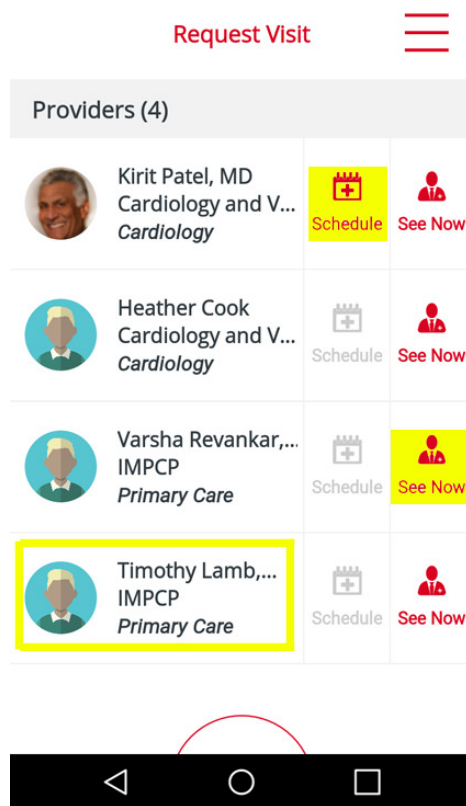 Request Visit
Providers (4)
Kirit Patel, MD
Cardiology and V...
Cardiology
Schedule
See Now
Heather Cook
Cardiology and V...
Cardiology
Schedule
See Now
Varsha Revankar,...
IMPCP
Primary Care
Schedule
See Now
Timothy Lamb,...
IMPCP
Primary Care
Schedule
See Now